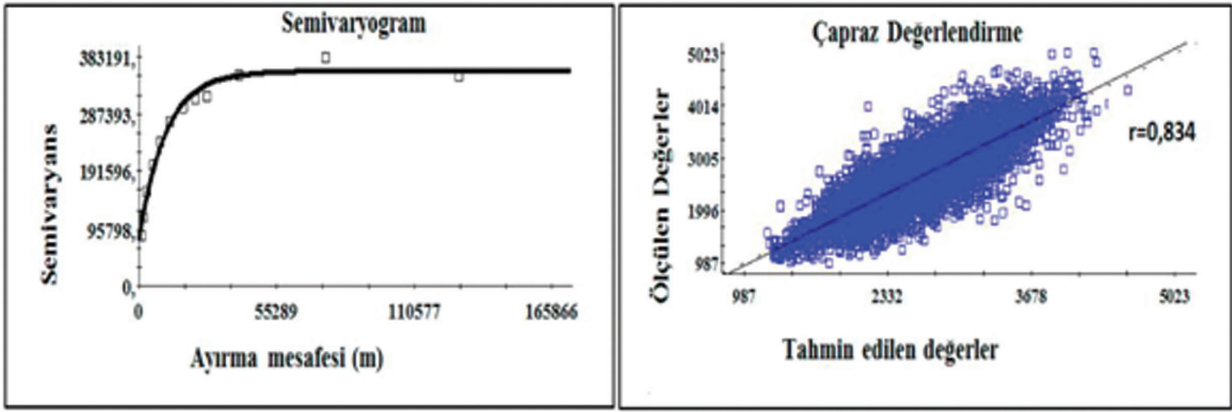 Semivaryogram
Semivaryans
383191,
287393,
191596,
95798,
0,
0 55289 110577 165866
Ayırma mesafesi (m)
Çapraz Değerlendirme
Ölçülen Değerler
5023
4014
3005
1996
987
r=0,834
987 2332 3678 5023
Tahmin edilen değerler